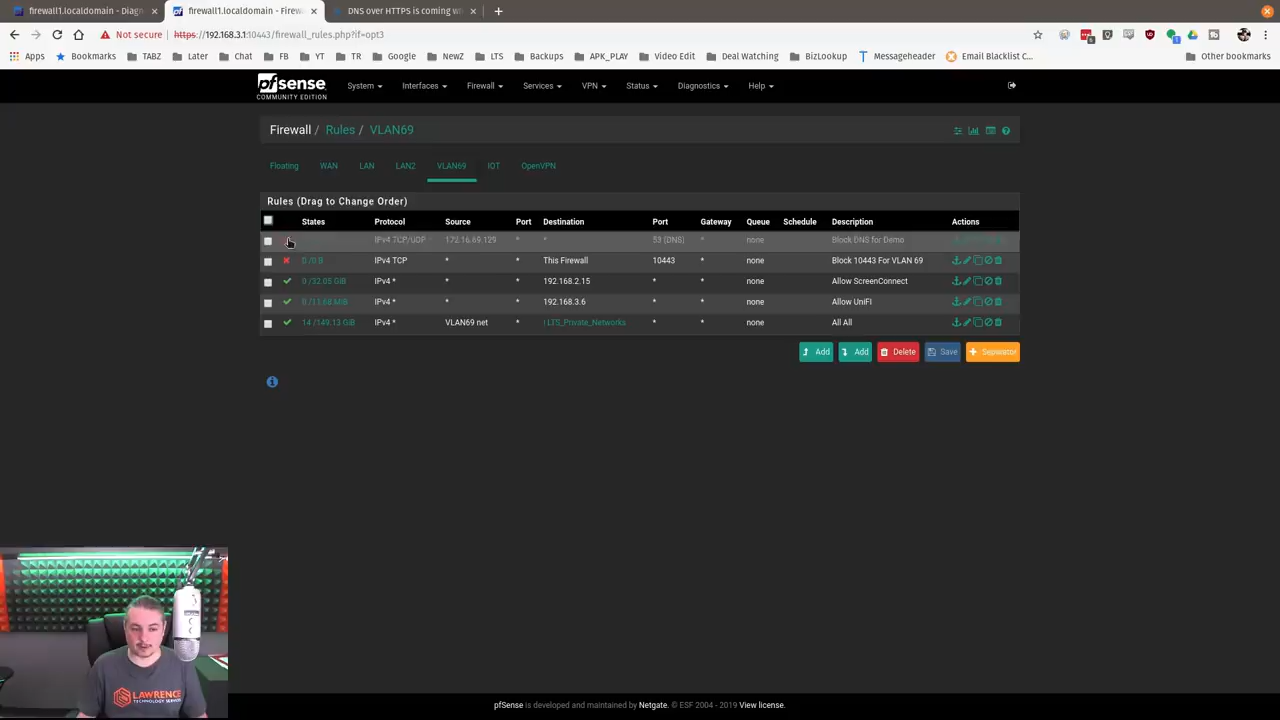 firewall1.localdomain - Diagn
firewall1.localdomain - Firew
DNS over HTTPS is coming w
Not secure
https://192.168.3.1:10443/firewall_rules.php?if=opt3
Apps Bookmarks TABZ Later Chat FB YT TR Google NewZ LTS Backups APK_PLAY Video Edit Deal Watching BizLookup Messageheader Email Blacklist C... Other bookmarks
pfsense
COMMUNITY EDITION
System Interfaces Firewall Services VPN Status Diagnostics Help
Firewall / Rules / VLAN69
Floating WAN LAN LAN2 VLAN69 IOT OpenVPN
Rules (Drag to Change Order)
States Protocol Source Port Destination Port Gateway Queue Schedule Description Actions
IPv4 TCP/UDP 172.16.69.129 * * 53 (DNS) * none Block DNS for Demo
0 /0 B IPv4 TCP * * This Firewall 10443 * none Block 10443 For VLAN 69
0 /32.05 GiB IPv4 * * * 192.168.2.15 * * none Allow ScreenConnect
0 /11.68 MiB IPv4 * * * 192.168.3.6 * * none Allow UniFI
14 /149.13 GiB IPv4 * VLAN69 net * ! LTS_Private_Networks * * none All All
Add Add Delete Save Separator
LAWRENCE
TECHNOLOGY SERVICES
pfSense is developed and maintained by Netgate. © ESF 2004 - 2019 View license.